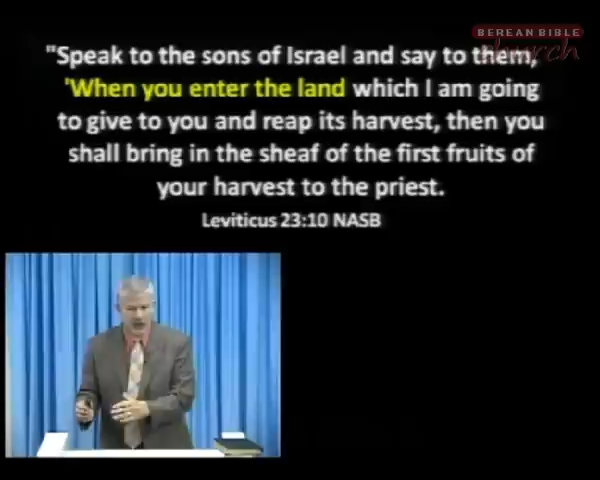 BEREAN BIBLE
church
"Speak to the sons of Israel and say to them,
'When you enter the land which I am going
to give to you and reap its harvest, then you
shall bring in the sheaf of the first fruits of
your harvest to the priest.
Leviticus 23:10 NASB